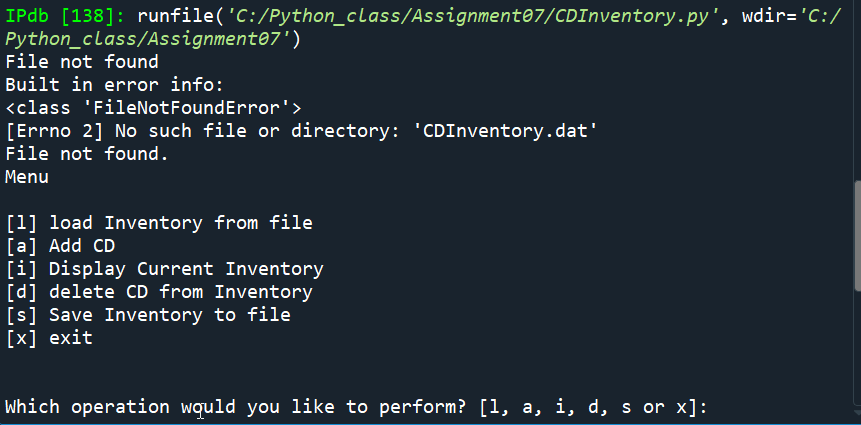 IPdb [138]: runfile('C:/Python_class/Assignment07/CDInventory.py', wdir='C:/
Python_class/Assignment07')
File not found
Built in error info:
<class 'FileNotFoundError'>
[Errno 2] No such file or directory: 'CDInventory.dat'
File not found.
Menu
[l] load Inventory from file
[a] Add CD
[i] Display Current Inventory
[d] delete CD from Inventory
[s] Save Inventory to file
[x] exit
Which operation would you like to perform? [l, a, i, d, s or x]: